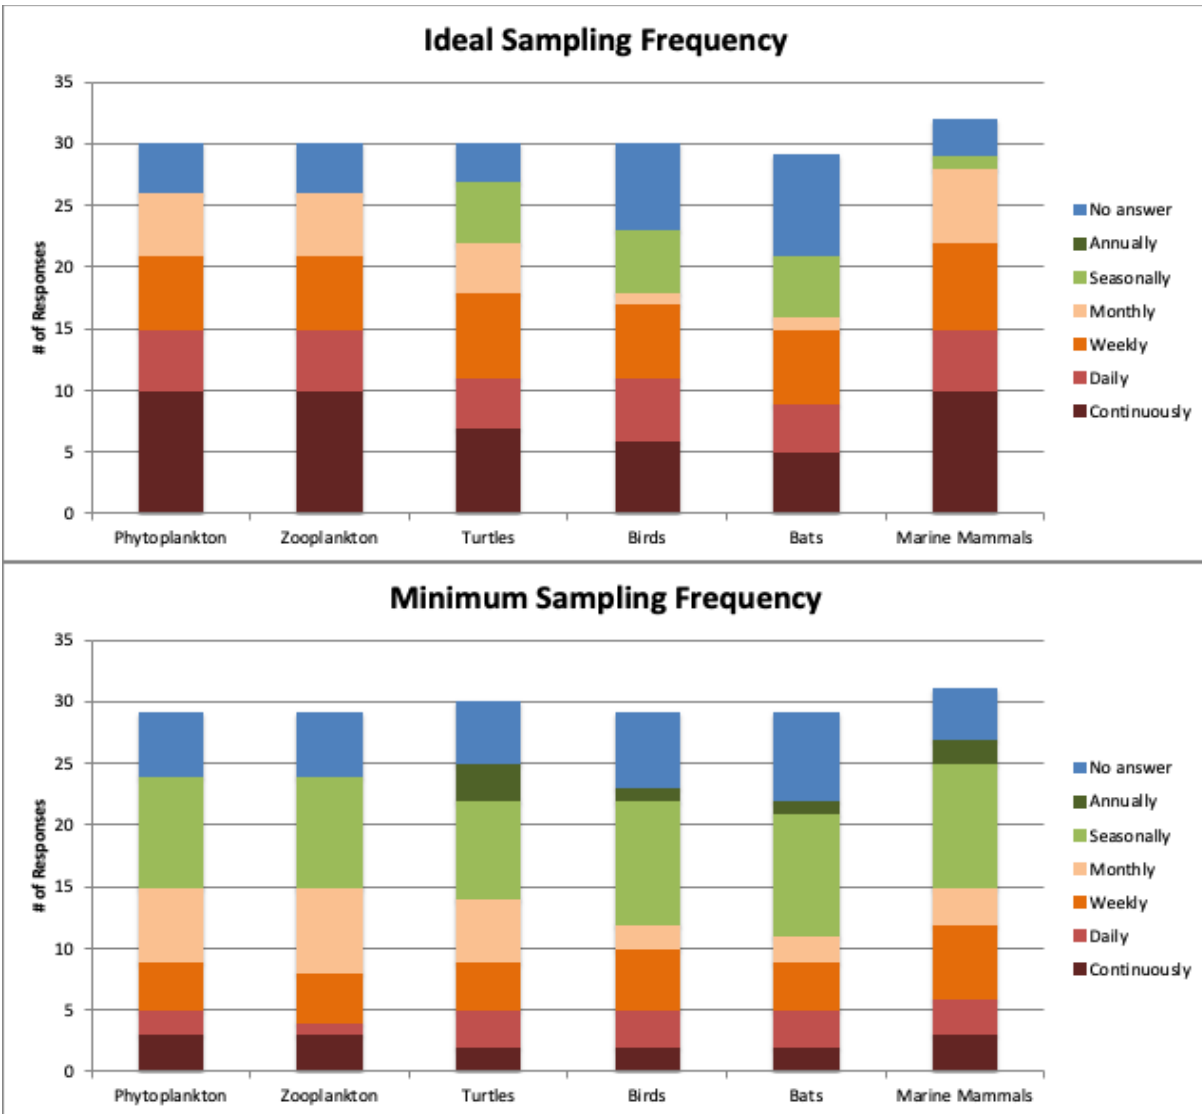 Ideal Sampling Frequency
35
30
25
20
15
10
5
0
# of Responses
Phytoplankton Zooplankton Turtles Birds Bats Marine Mammals
No answer
Annually
Seasonally
Monthly
Weekly
Daily
Continuously
Minimum Sampling Frequency
35
30
25
20
15
10
5
0
# of Responses
Phytoplankton Zooplankton Turtles Birds Bats Marine Mammals
No answer
Annually
Seasonally
Monthly
Weekly
Daily
Continuously